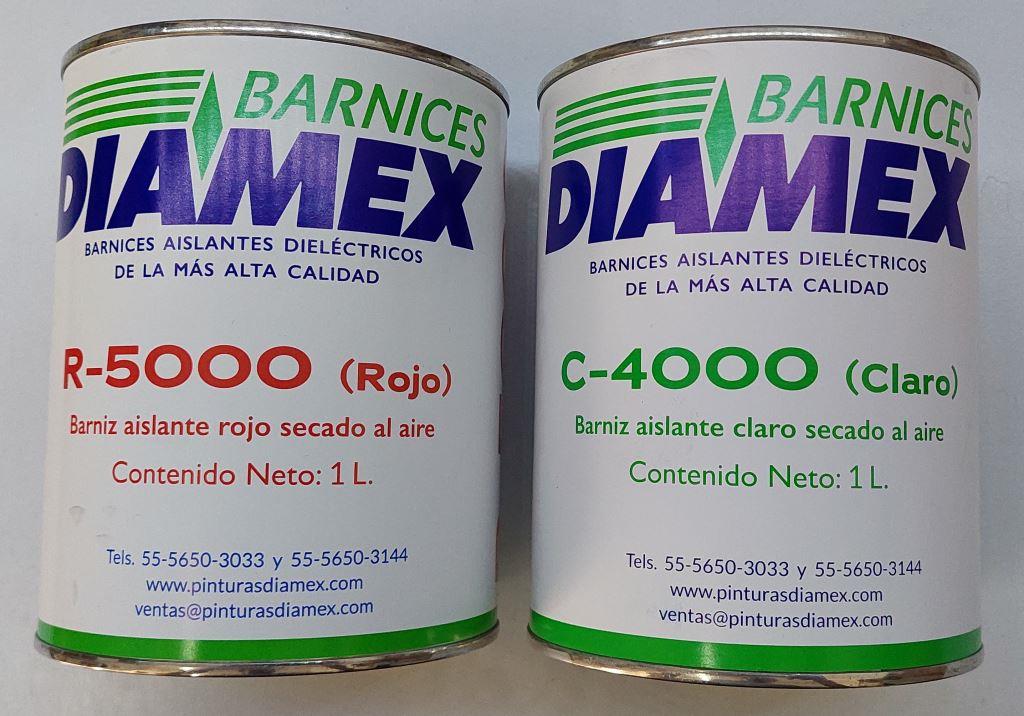 BARNICES
DIAMEX
BARNICES AISLANTES DIELÉCTRICOS
DE LA MÁS ALTA CALIDAD
R-5000 (Rojo)
Barniz aislante rojo secado al aire
Contenido Neto: 1 L.
Tels. 55-5650-3033 y 55-5650-3144
www.pinturasdiamex.com
ventas@pinturasdiamex.com
BARNICES
DIAMEX
BARNICES AISLANTES DIELÉCTRICOS
DE LA MÁS ALTA CALIDAD
C-4000 (Claro)
Barniz aislante claro secado al aire
Contenido Neto: 1 L.
Tels. 55-5650-3033 y 55-5650-3144
www.pinturasdiamex.com
ventas@pinturasdiamex.com